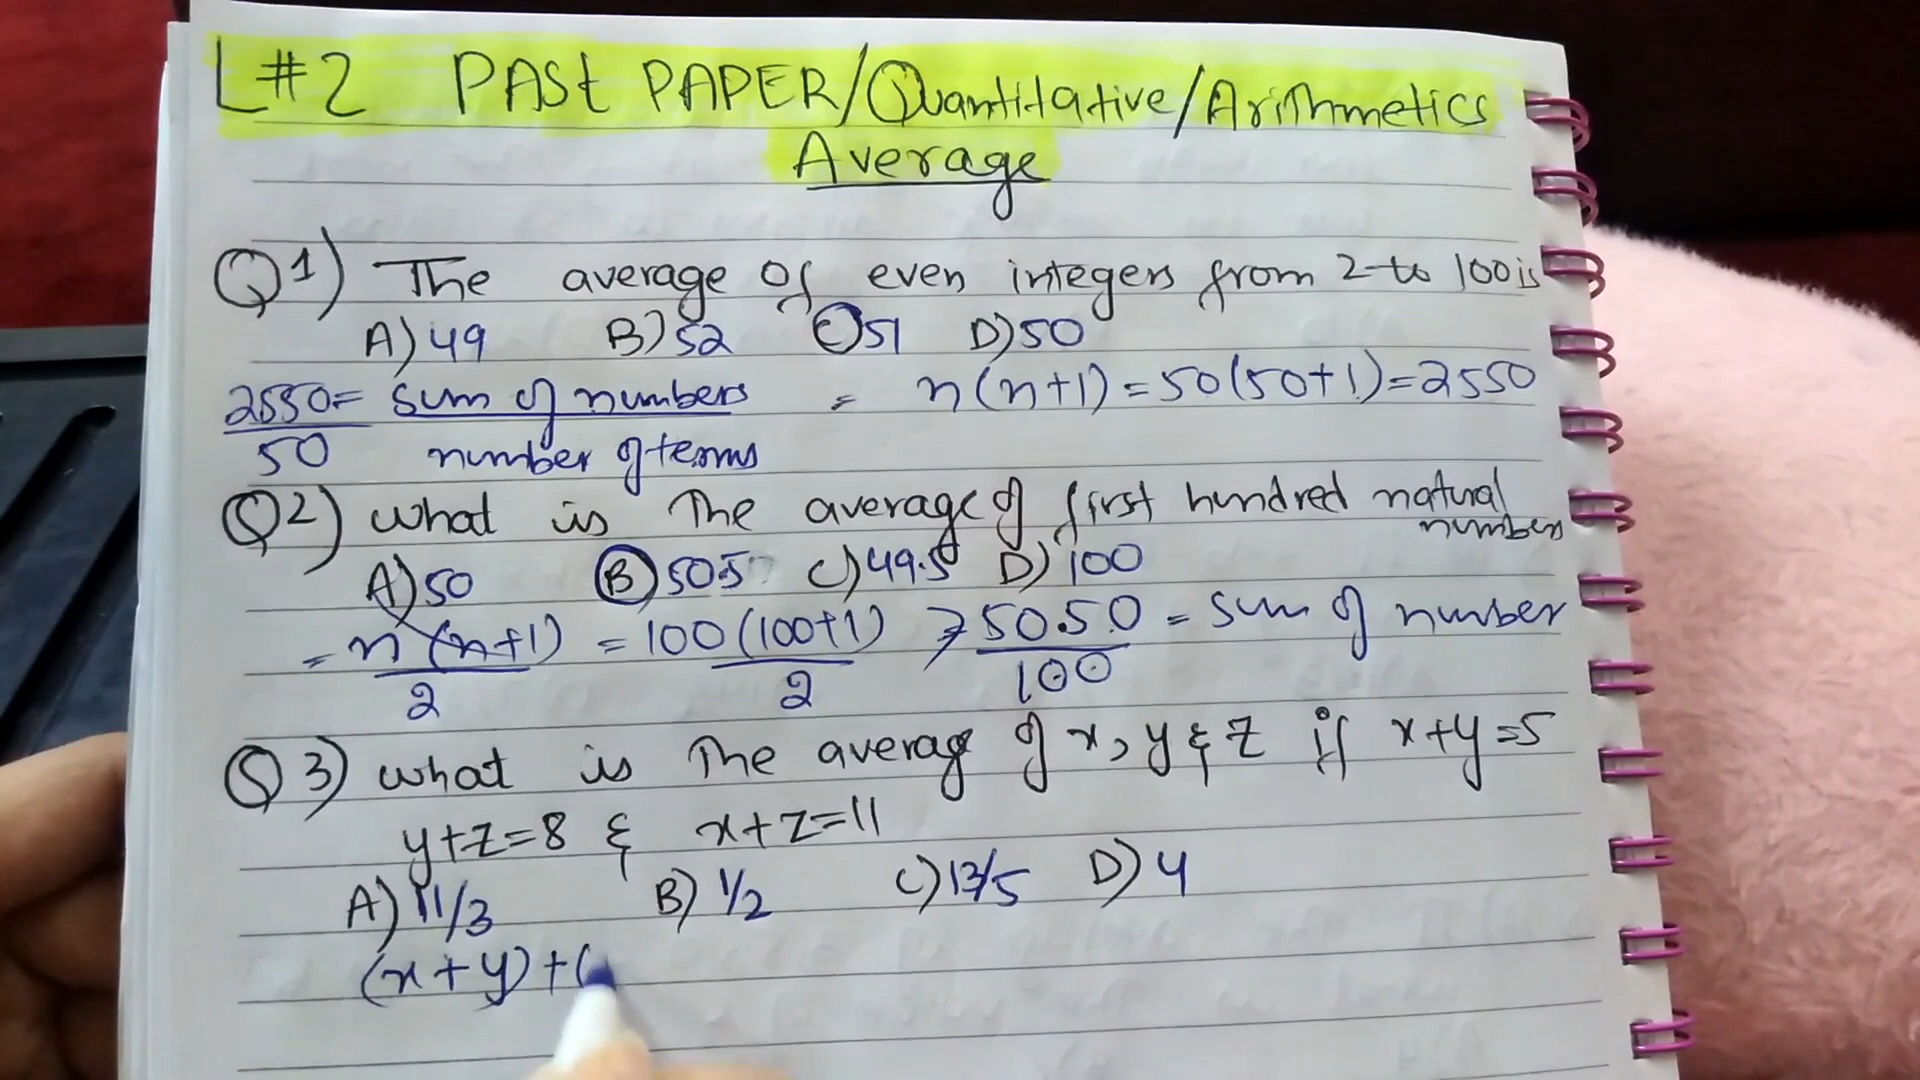 L#2 PAST PAPER/Quantitative/Arithmetics
Average
Q1) The average of even integers from 2 to 100 is
A) 49 B) 52 C) 51 D) 50
2550/50 = sum of numbers/number of terms = n(n+1) = 50(50+1) = 2550
Q2) what is The average of first hundred natural number
A) 50 B) 50.5 C) 49.5 D) 100
= n(n+1)/2 = 100(100+1)/2 => 50.50/100 = sum of number
Q3) what is The average of x, y & z if x+y=5
y+z=8 & x+z=11
A) 11/3 B) 1/2 C) 13/5 D) 4
(x+y)+(